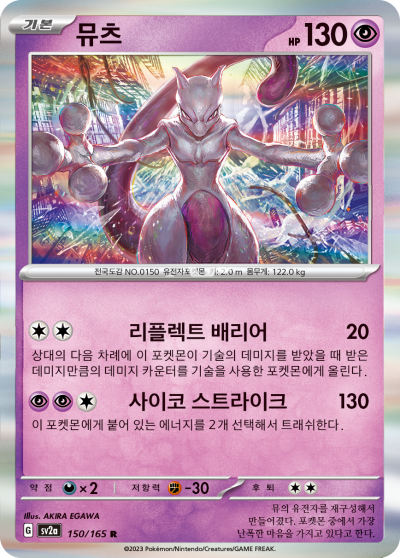 기본 뮤츠 HP 130
전국도감 NO.0150 유전자포켓몬 키: 2.0 m 몸무게: 122.0 kg
리플렉트 배리어 20
상대의 다음 차례에 이 포켓몬이 기술의 데미지를 받았을 때 받은
데미지만큼의 데미지 카운터를 기술을 사용한 포켓몬에게 올린다.
사이코 스트라이크 130
이 포켓몬에게 붙어 있는 에너지를 2개 선택해서 트래쉬한다.
약점 ×2 저항력 -30 후퇴
Illus. AKIRA EGAWA
G sv2a 150/165 R
뮤의 유전자를 재구성해서
만들어졌다. 포켓몬 중에서 가장
난폭한 마음을 가지고 있다고 한다.
©2023 Pokémon/Nintendo/Creatures/GAME FREAK.